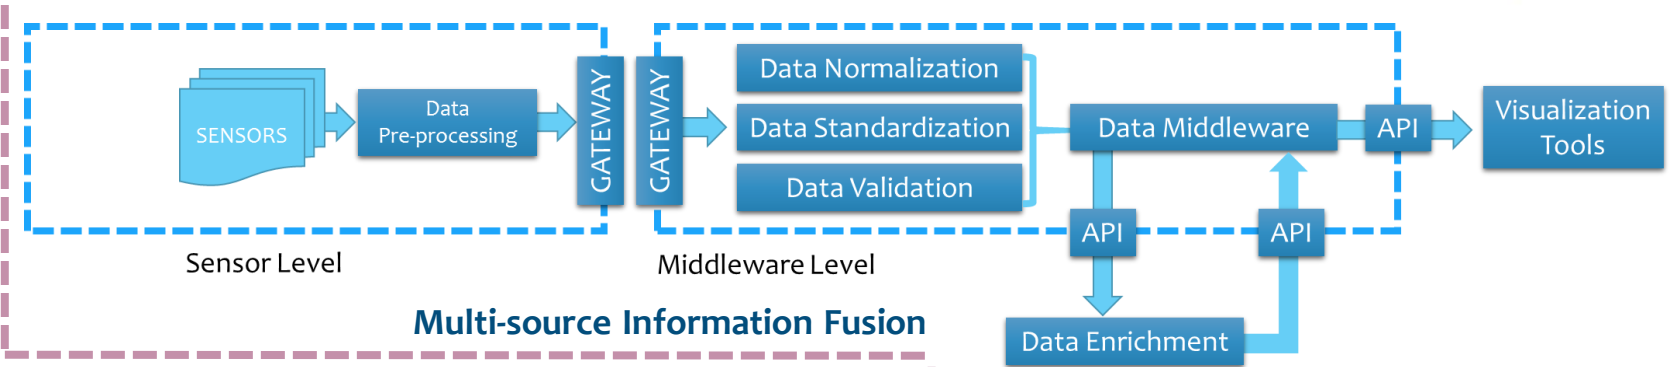 SENSORS
Data
Pre-processing
GATEWAY
GATEWAY
Data Normalization
Data Standardization
Data Validation
Data Middleware
API
Visualization
Tools
API
API
Sensor Level
Middleware Level
Multi-source Information Fusion
Data Enrichment